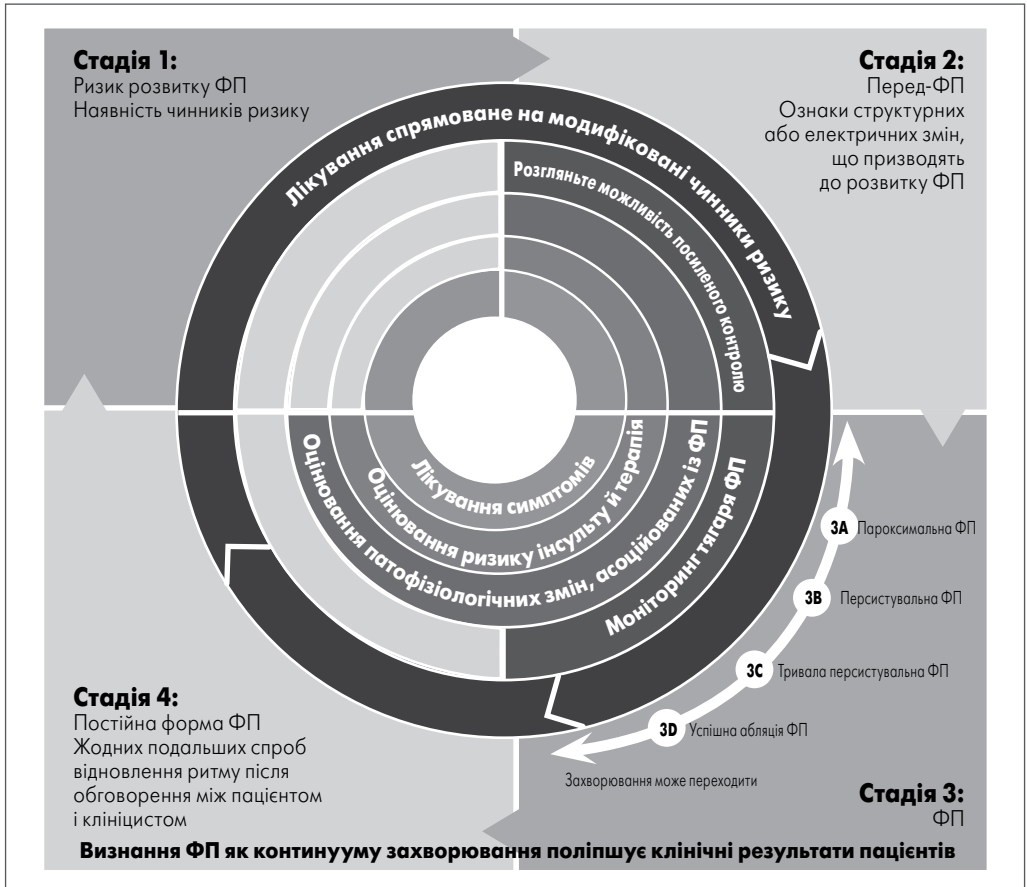 Стадія 1:
Ризик розвитку ФП
Наявність чинників ризику
Стадія 2:
Перед-ФП
Ознаки структурних
або електричних змін,
що призводять
до розвитку ФП
Лікування спрямоване на модифіковані чинники ризику
Розгляньте можливість посиленого контролю
Лікування симптомів
Оцінювання ризику інсульту й терапія
Оцінювання патофізіологічних змін, асоційованих із ФП
Моніторинг тягаря ФП
3A Пароксимальна ФП
3B Персистувальна ФП
3C Тривала персистувальна ФП
3D Успішна абляція ФП
Захворювання може переходити
Стадія 4:
Постійна форма ФП
Жодних подальших спроб
відновлення ритму після
обговорення між пацієнтом
і клініцистом
Стадія 3:
ФП
Визнання ФП як континууму захворювання поліпшує клінічні результати пацієнтів